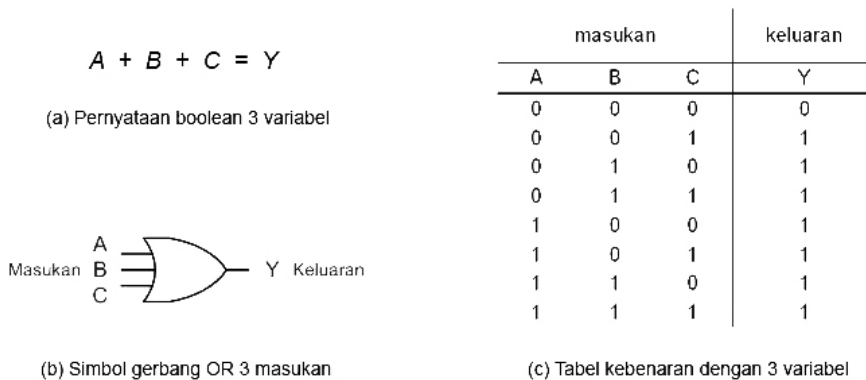 A + B + C = Y
(a) Pernyataan boolean 3 variabel
A
Masukan B Y Keluaran
C
(b) Simbol gerbang OR 3 masukan
masukan keluaran
A B C Y
0 0 0 0
0 0 1 1
0 1 0 1
0 1 1 1
1 0 0 1
1 0 1 1
1 1 0 1
1 1 1 1
(c) Tabel kebenaran dengan 3 variabel